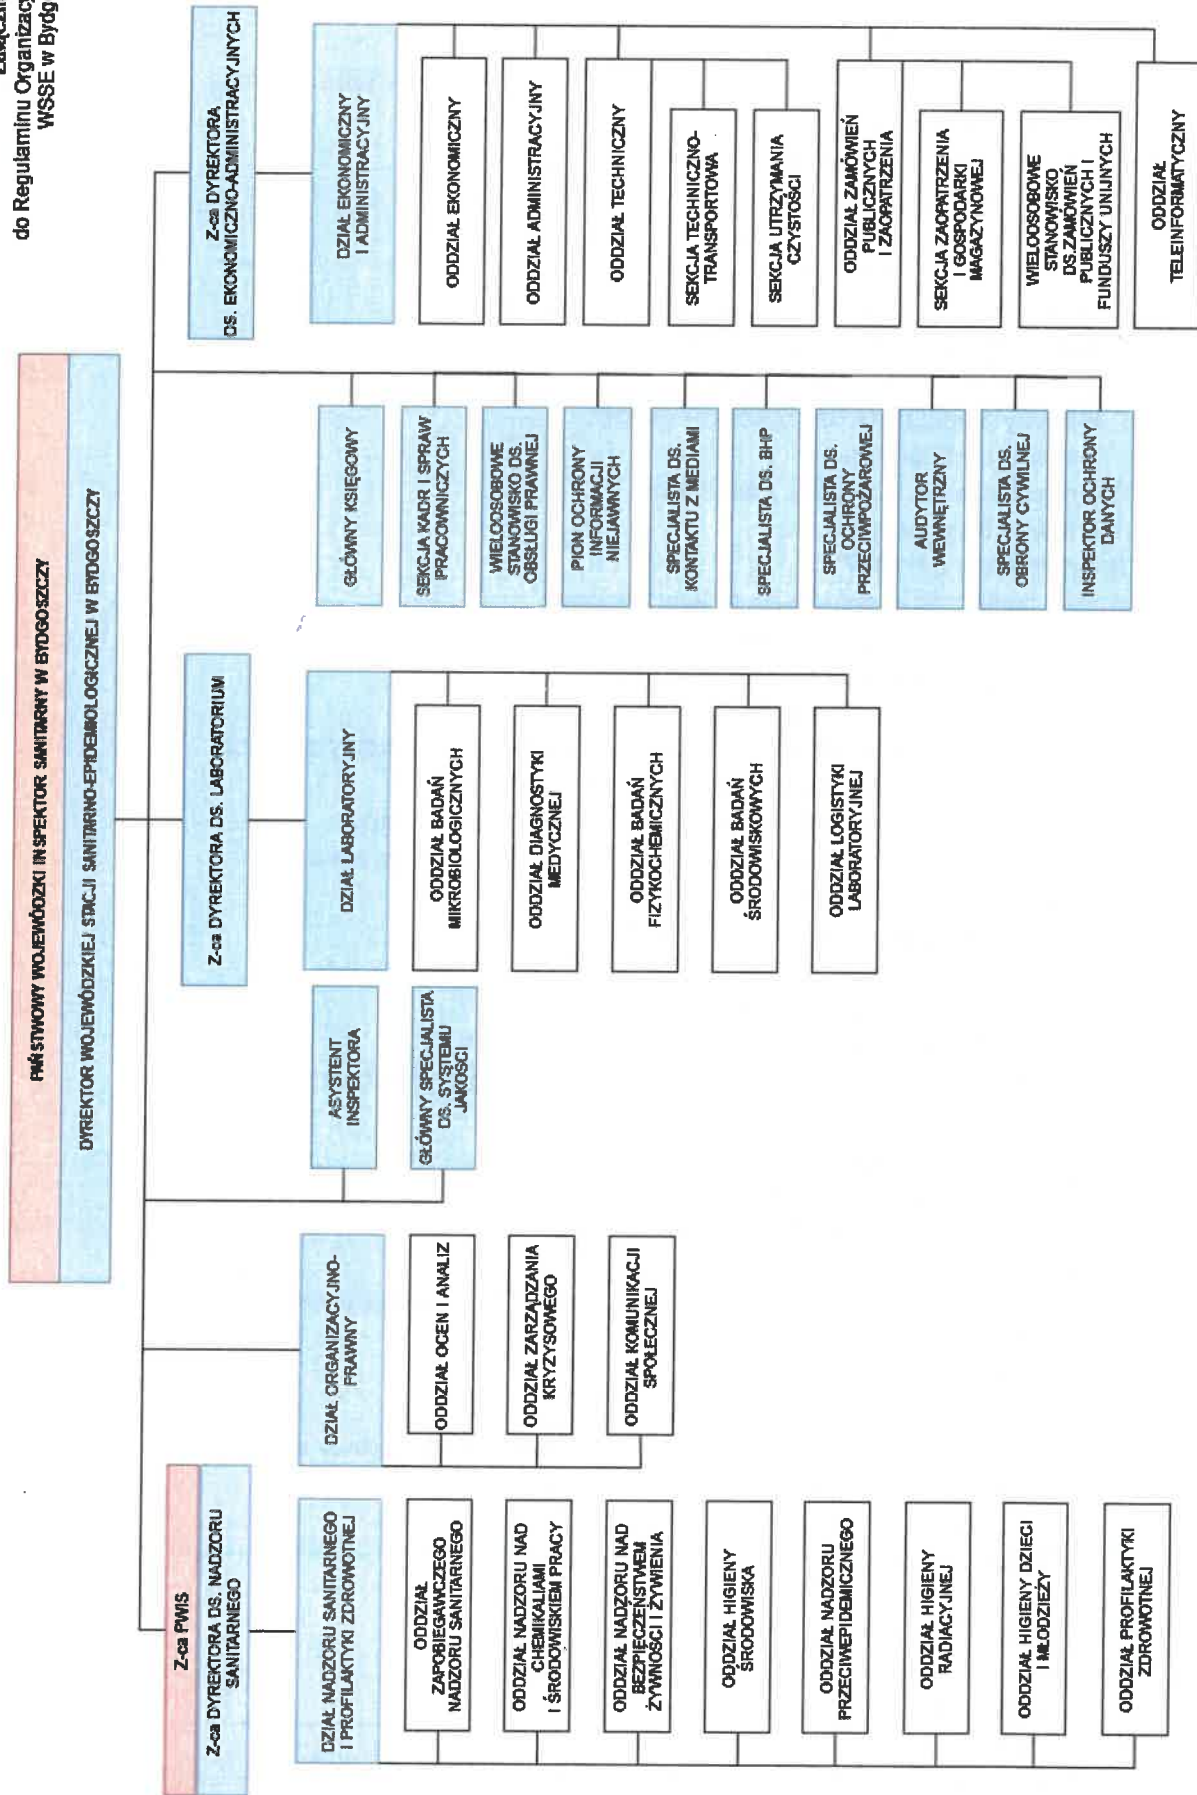 do Regulaminu Organizacy
WSSE w Bydg
PAŃSTWOWY WOJEWÓDZKI INSPEKTOR SANITARNY W BYDGOSZCZY
DYREKTOR WOJEWÓDZKIEJ STACJI SANITARNO-EPIDEMIOLOGICZNEJ W BYDGOSZCZY
Z-ca PWIS
Z-ca DYREKTORA DS. NADZORU
SANITARNEGO
DZIAŁ NADZORU SANITARNEGO
I PROFILAKTYKI ZDROWOTNEJ
ODDZIAŁ
ZAPOBIEGAWCZEGO
NADZORU SANITARNEGO
ODDZIAŁ NADZORU NAD
CHEMIKALIAMI
I ŚRODOWISKIEM PRACY
ODDZIAŁ NADZORU NAD
BEZPIECZEŃSTWEM
ŻYWNOŚCI I ŻYWIENIA
ODDZIAŁ HIGIENY
ŚRODOWISKA
ODDZIAŁ NADZORU
PRZECIWEPIDEMICZNEGO
ODDZIAŁ HIGIENY
RADIACYJNEJ
ODDZIAŁ HIGIENY DZIECI
I MŁODZIEŻY
ODDZIAŁ PROFILAKTYKI
ZDROWOTNEJ
DZIAŁ ORGANIZACYJNO-
PRAWNY
ODDZIAŁ OCEN I ANALIZ
ODDZIAŁ ZARZĄDZANIA
KRYZYSOWEGO
ODDZIAŁ KOMUNIKACJI
SPOŁECZNEJ
ASYSTENT
INSPEKTORA
GŁÓWNY SPECJALISTA
DS. SYSTEMU
JAKOŚCI
Z-ca DYREKTORA DS. LABORATORIUM
DZIAŁ LABORATORYJNY
ODDZIAŁ BADAŃ
MIKROBIOLOGICZNYCH
ODDZIAŁ DIAGNOSTYKI
MEDYCZNEJ
ODDZIAŁ BADAŃ
FIZYKOCHEMICZNYCH
ODDZIAŁ BADAŃ
ŚRODOWISKOWYCH
ODDZIAŁ LOGISTYKI
LABORATORYJNEJ
GŁÓWNY KSIĘGOWY
SEKCJA KADR I SPRAW
PRACOWNICZYCH
WIELOOSOBOWE
STANOWISKO DS.
OBSŁUGI PRAWNEJ
PION OCHRONY
INFORMACJI
NIEJAWNYCH
SPECJALISTA DS.
KONTAKTU Z MEDIAMI
SPECJALISTA DS. BHP
SPECJALISTA DS.
OCHRONY
PRZECIWPOŻAROWEJ
AUDYTOR
WEWNĘTRZNY
SPECJALISTA DS.
OBRONY CYWILNEJ
INSPEKTOR OCHRONY
DANYCH
Z-ca DYREKTORA
DS. EKONOMICZNO-ADMINISTRACYJNYCH
DZIAŁ EKONOMICZNY
I ADMINISTRACYJNY
ODDZIAŁ EKONOMICZNY
ODDZIAŁ ADMINISTRACYJNY
ODDZIAŁ TECHNICZNY
SEKCJA TECHNICZNO-
TRANSPORTOWA
SEKCJA UTRZYMANIA
CZYSTOŚCI
ODDZIAŁ ZAMÓWIEŃ
PUBLICZNYCH
I ZAOPATRZENIA
SEKCJA ZAOPATRZENIA
I GOSPODARKI
MAGAZYNOWEJ
WIELOOSOBOWE
STANOWISKO
DS.ZAMÓWIEŃ
PUBLICZNYCH I
FUNDUSZY UNIJNYCH
ODDZIAŁ
TELEINFORMATYCZNY